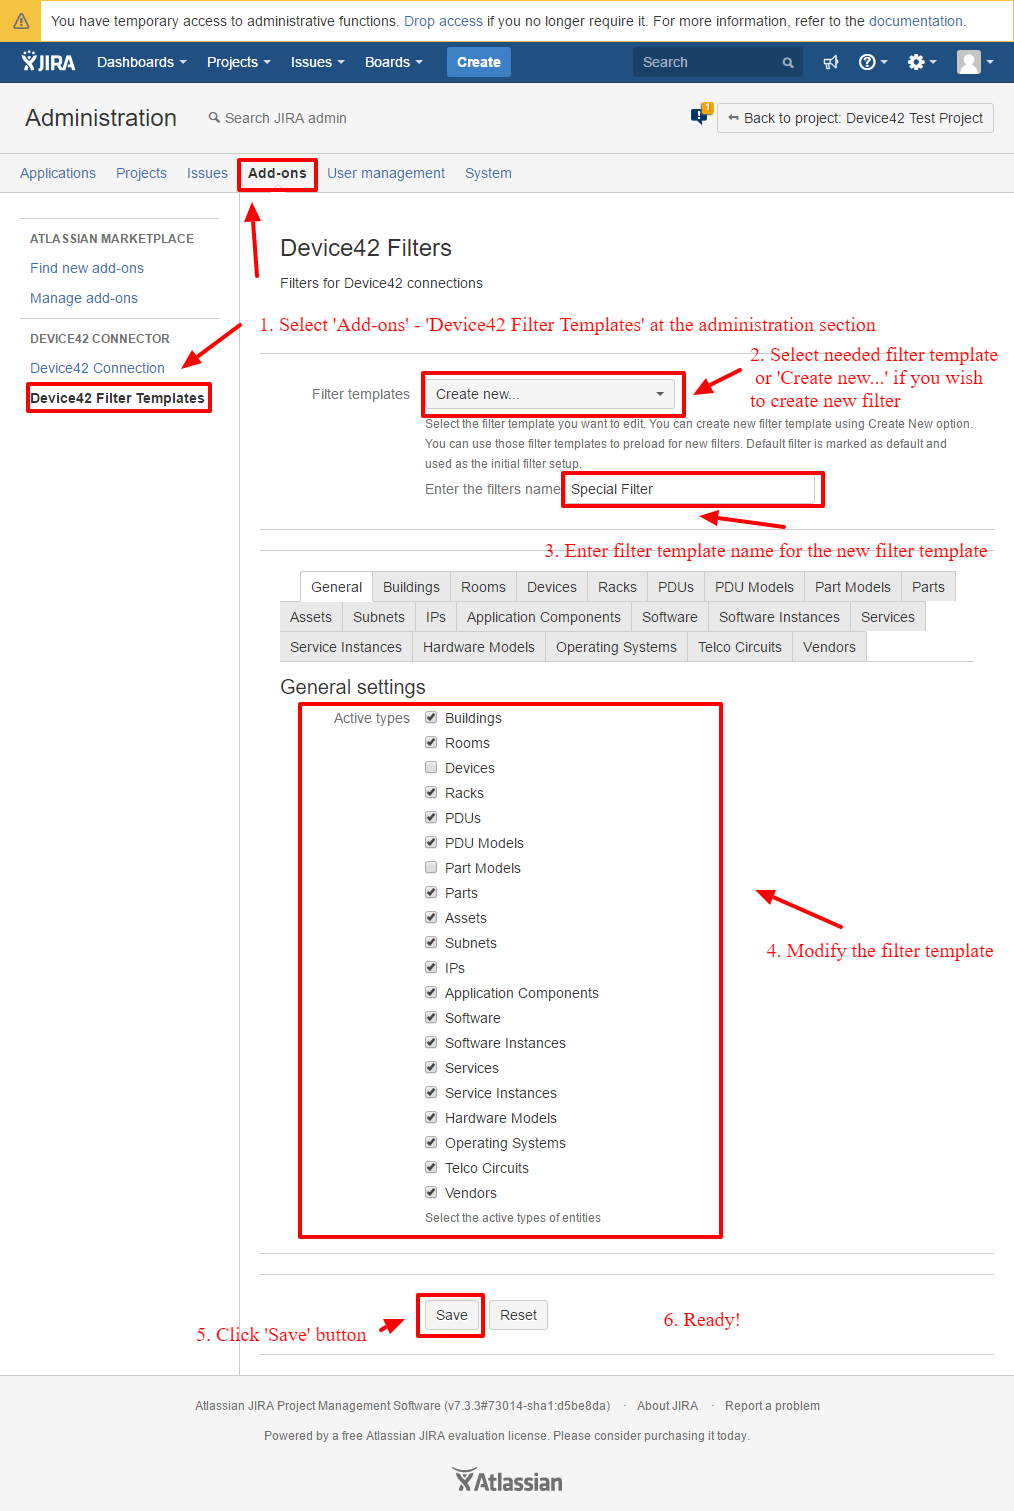 You have temporary access to administrative functions. Drop access if you no longer require it. For more information, refer to the documentation.
JIRA Dashboards Projects Issues Boards Create Search
Administration Search JIRA admin 1 Back to project: Device42 Test Project
Applications Projects Issues Add-ons User management System
ATLASSIAN MARKETPLACE
Find new add-ons
Manage add-ons
DEVICE42 CONNECTOR
Device42 Connection
Device42 Filter Templates
Device42 Filters
Filters for Device42 connections
1. Select 'Add-ons' - 'Device42 Filter Templates' at the administration section
2. Select needed filter template
or 'Create new...' if you wish
to create new filter
Filter templates Create new...
Select the filter template you want to edit. You can create new filter template using Create New option.
You can use those filter templates to preload for new filters. Default filter is marked as default and
used as the initial filter setup.
Enter the filters name Special Filter
3. Enter filter template name for the new filter template
General Buildings Rooms Devices Racks PDUs PDU Models Part Models Parts
Assets Subnets IPs Application Components Software Software Instances Services
Service Instances Hardware Models Operating Systems Telco Circuits Vendors
General settings
Active types Buildings
Rooms
Devices
Racks
PDUs
PDU Models
Part Models
Parts
Assets
Subnets
IPs
Application Components
Software
Software Instances
Services
Service Instances
Hardware Models
Operating Systems
Telco Circuits
Vendors
Select the active types of entities
4. Modify the filter template
Save Reset
5. Click 'Save' button
6. Ready!
Atlassian JIRA Project Management Software (v7.3.3#73014-sha1:d5be8da) · About JIRA · Report a problem
Powered by a free Atlassian JIRA evaluation license. Please consider purchasing it today.
Atlassian